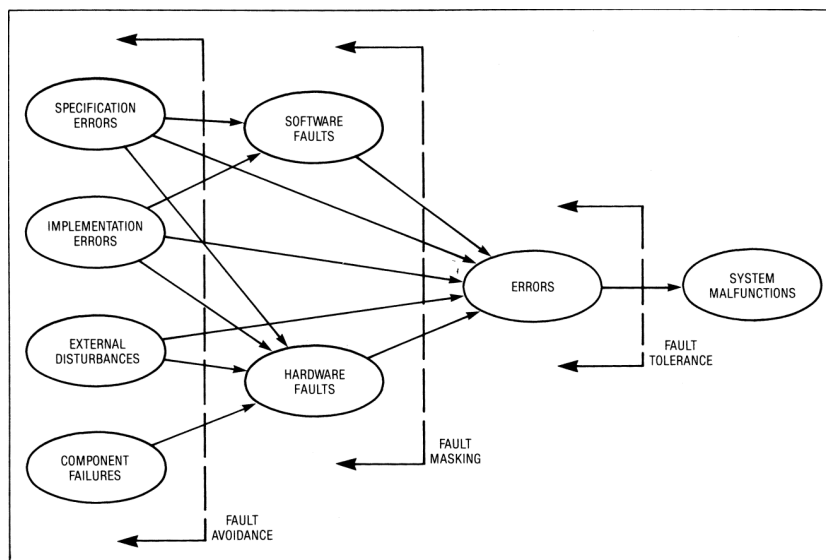 SPECIFICATION
ERRORS
SOFTWARE
FAULTS
IMPLEMENTATION
ERRORS
ERRORS
SYSTEM
MALFUNCTIONS
EXTERNAL
DISTURBANCES
HARDWARE
FAULTS
FAULT
TOLERANCE
COMPONENT
FAILURES
FAULT
MASKING
FAULT
AVOIDANCE